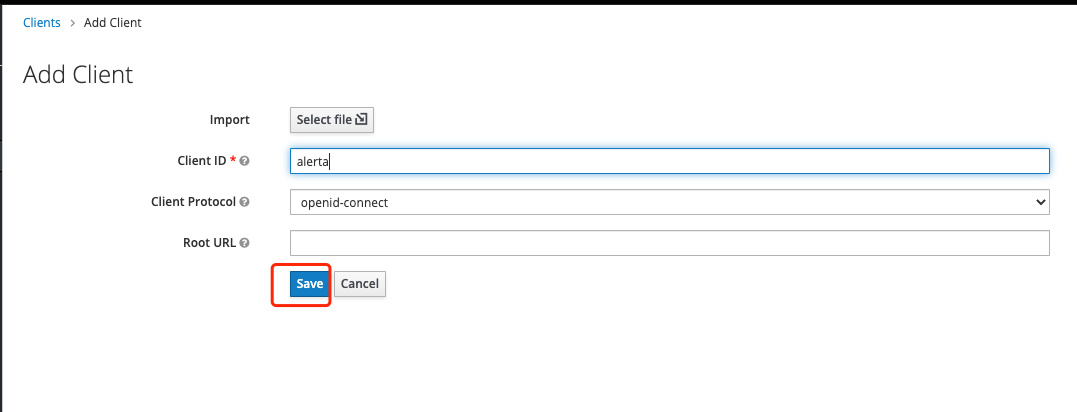 Clients > Add Client
Add Client
Import Select file
Client ID * alerta
Client Protocol openid-connect
Root URL
Save Cancel